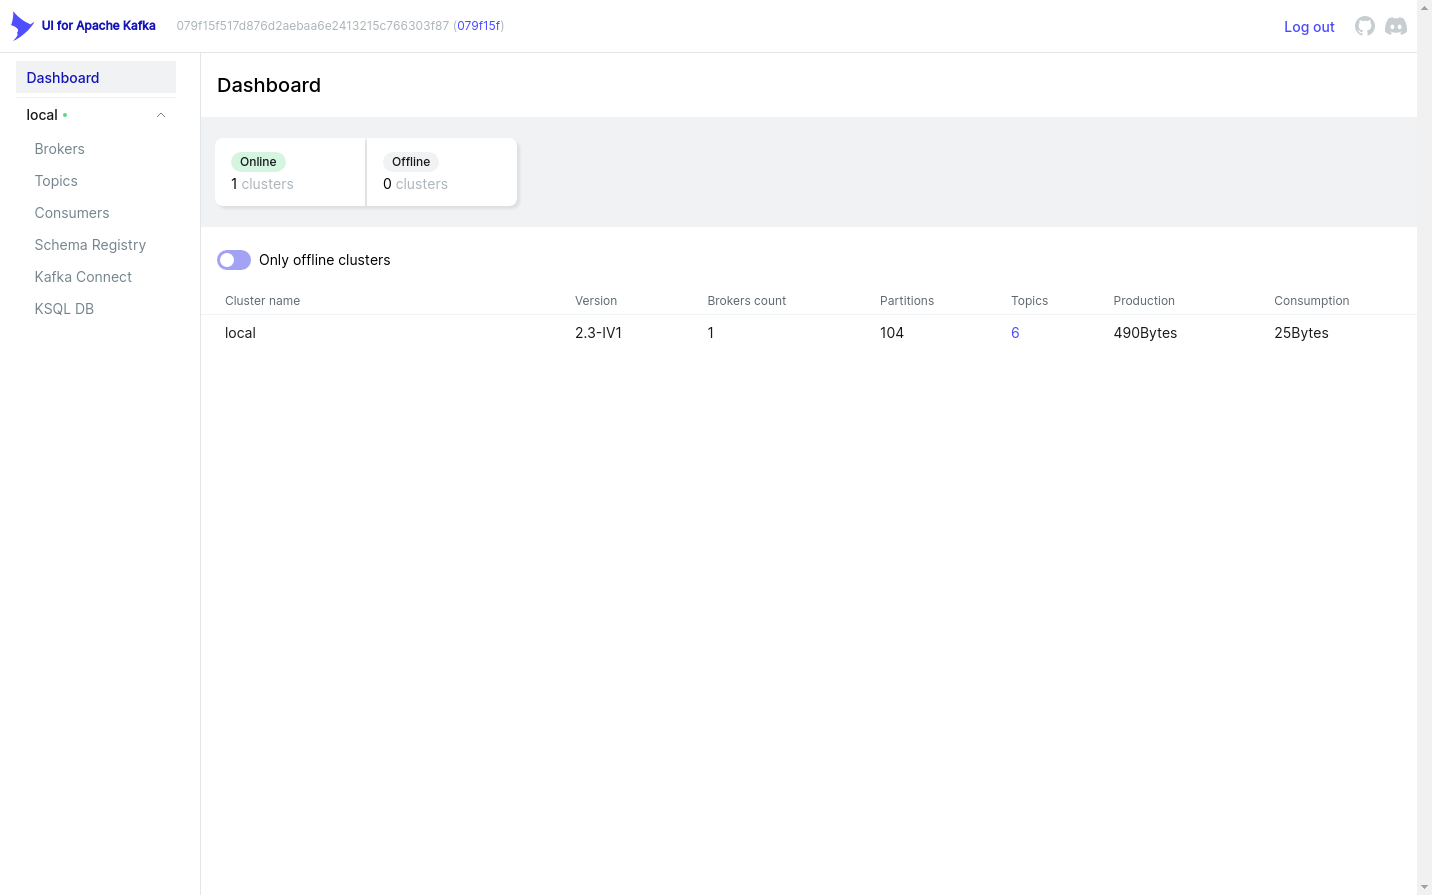 UI for Apache Kafka 079f15f517d876d2aebaa6e2413215c766303f87 (079f15f) Log out
Dashboard
local
Brokers
Topics
Consumers
Schema Registry
Kafka Connect
KSQL DB
Dashboard
Online Offline
1 clusters 0 clusters
Only offline clusters
Cluster name Version Brokers count Partitions Topics Production Consumption
local 2.3-IV1 1 104 6 490Bytes 25Bytes